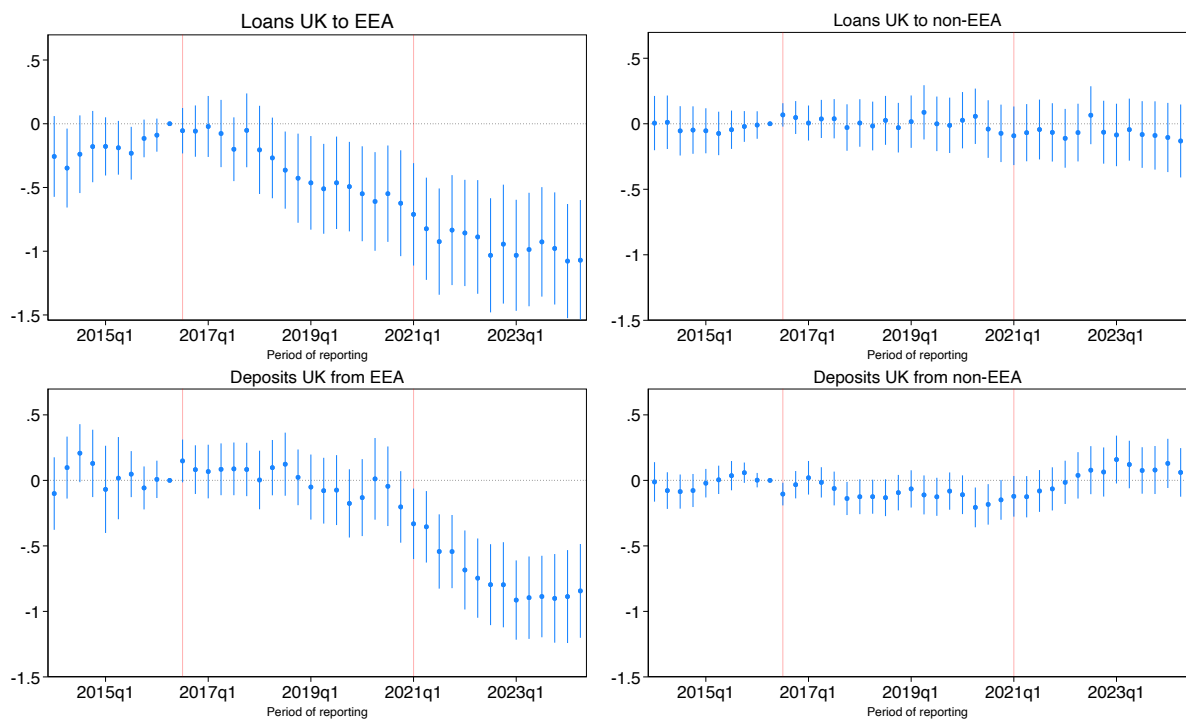 Loans UK to EEA
.5
0
-.5
-1
-1.5
2015q1 2017q1 2019q1 2021q1 2023q1
Period of reporting
Loans UK to non-EEA
.5
0
-.5
-1
-1.5
2015q1 2017q1 2019q1 2021q1 2023q1
Period of reporting
Deposits UK from EEA
.5
0
-.5
-1
-1.5
2015q1 2017q1 2019q1 2021q1 2023q1
Period of reporting
Deposits UK from non-EEA
.5
0
-.5
-1
-1.5
2015q1 2017q1 2019q1 2021q1 2023q1
Period of reporting